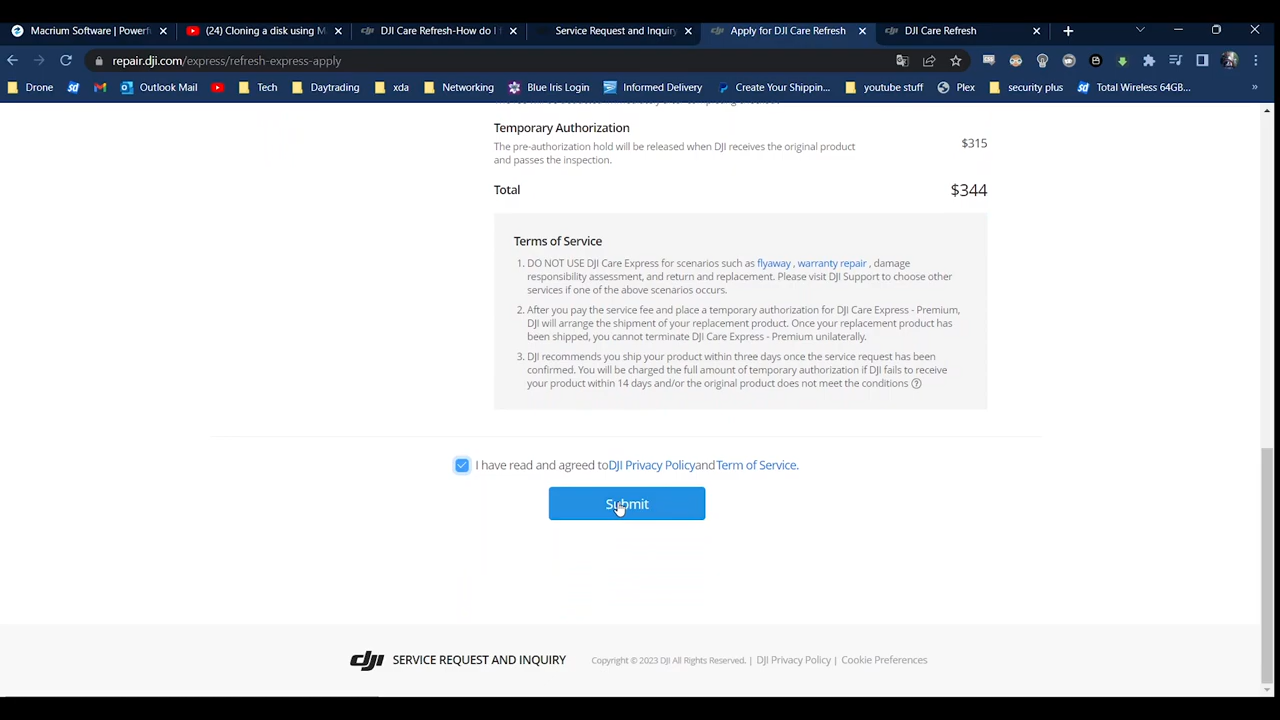 Macrium Software | Powerf
(24) Cloning a disk using M
DJI Care Refresh-How do I f
Service Request and Inquiry
Apply for DJI Care Refresh
DJI Care Refresh
repair.dji.com/express/refresh-express-apply
Drone
Outlook Mail
Tech
Daytrading
xda
Networking
Blue Iris Login
Informed Delivery
Create Your Shippin...
youtube stuff
Plex
security plus
Total Wireless 64GB...
»
Temporary Authorization
The pre-authorization hold will be released when DJI receives the original product
and passes the inspection.
$315
Total
$344
Terms of Service
1. DO NOT USE DJI Care Express for scenarios such as flyaway , warranty repair , damage
responsibility assessment, and return and replacement. Please visit DJI Support to choose other
services if one of the above scenarios occurs.
2. After you pay the service fee and place a temporary authorization for DJI Care Express - Premium,
DJI will arrange the shipment of your replacement product. Once your replacement product has
been shipped, you cannot terminate DJI Care Express - Premium unilaterally.
3. DJI recommends you ship your product within three days once the service request has been
confirmed. You will be charged the full amount of temporary authorization if DJI fails to receive
your product within 14 days and/or the original product does not meet the conditions ?
I have read and agreed toDJI Privacy PolicyandTerm of Service.
Submit
dji SERVICE REQUEST AND INQUIRY
Copyright © 2023 DJI All Rights Reserved. | DJI Privacy Policy | Cookie Preferences